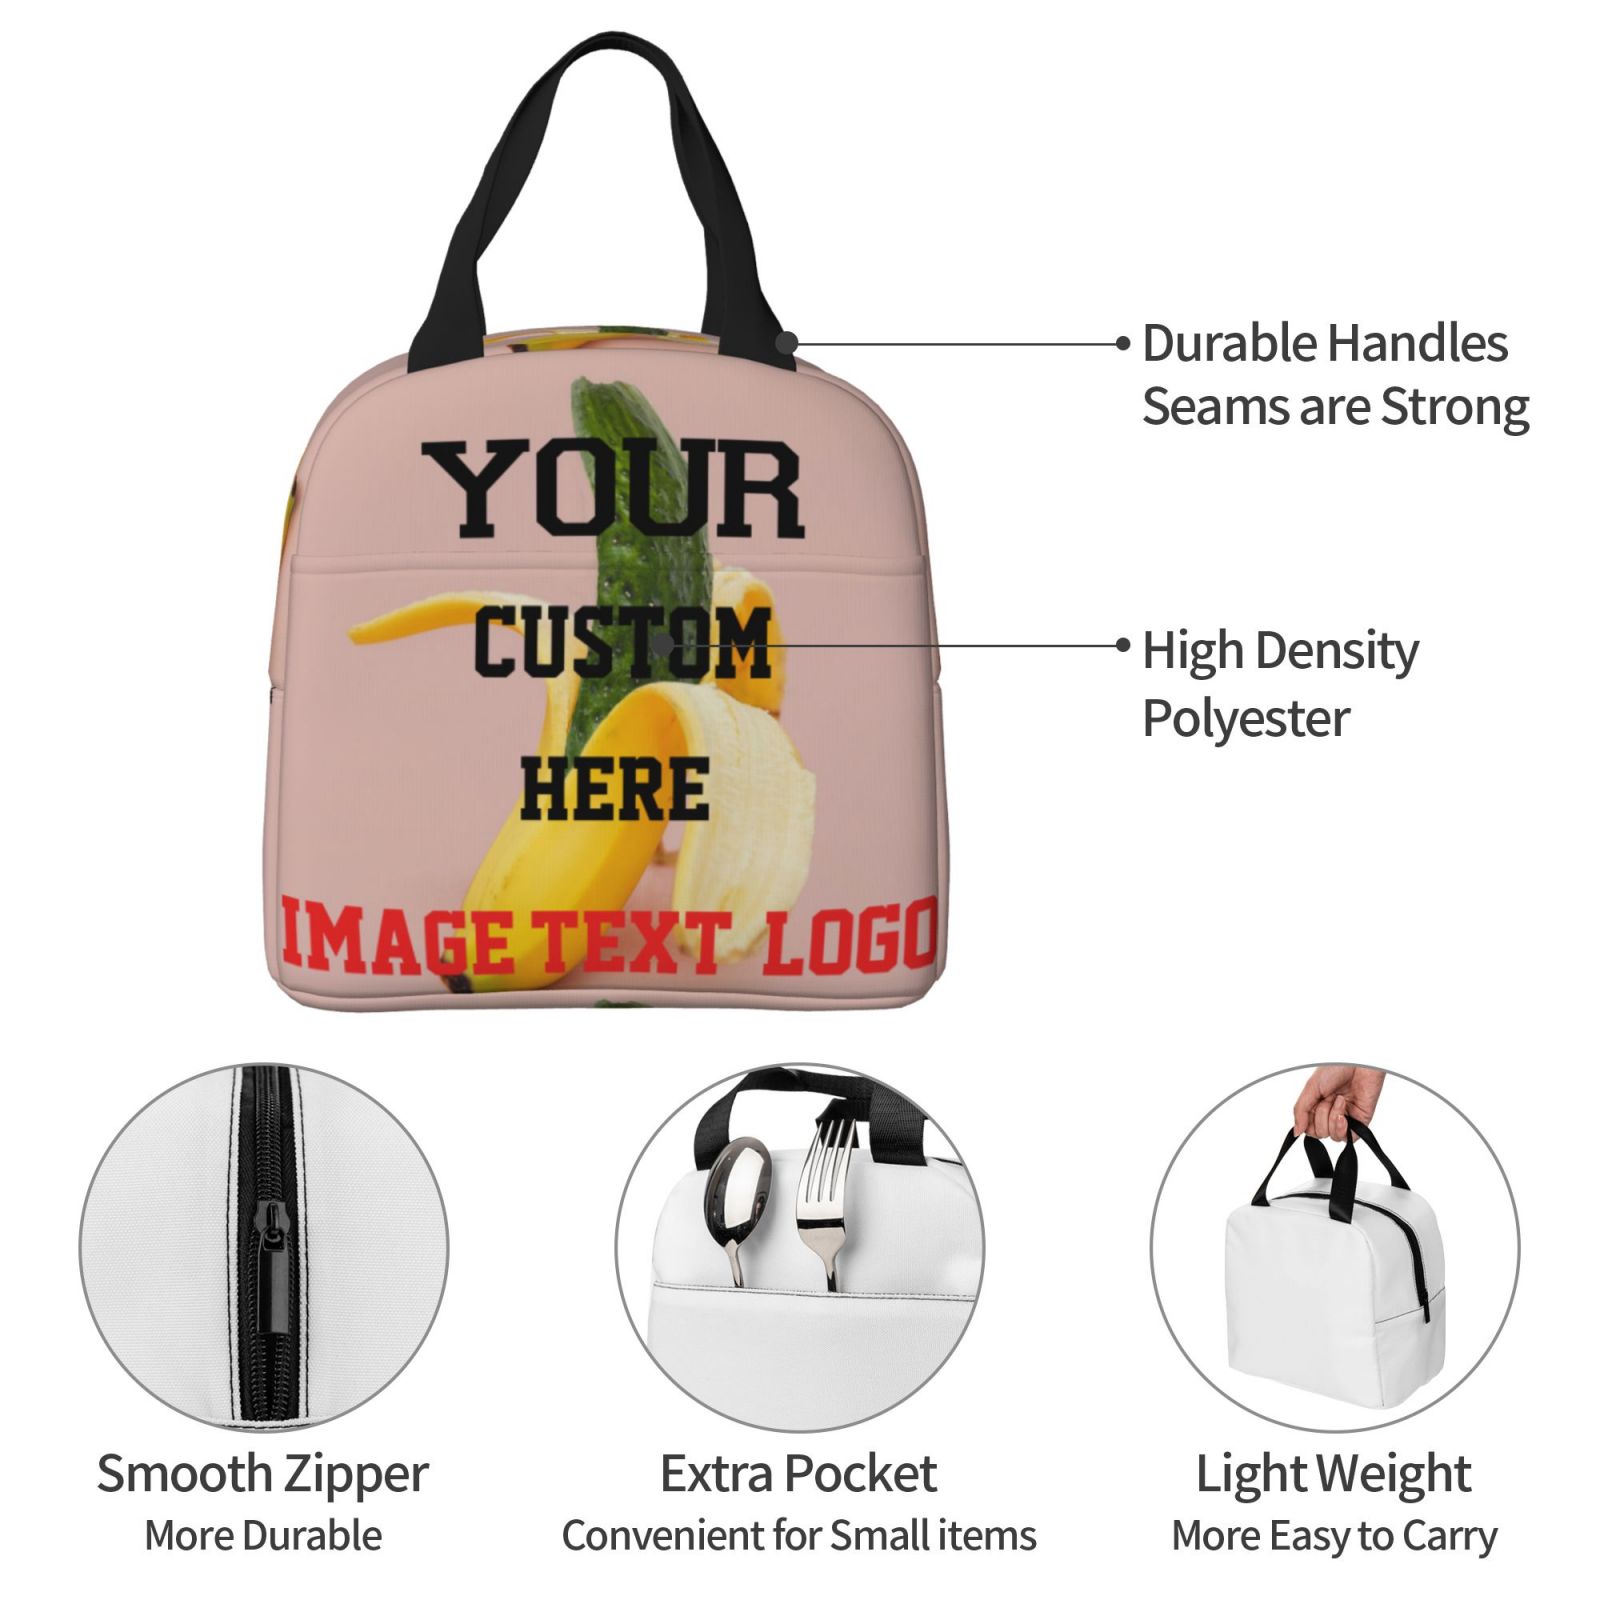 YOUR
CUSTOM
HERE
IMAGE TEXT LOGO
Durable Handles
Seams are Strong
High Density
Polyester
Smooth Zipper
More Durable
Extra Pocket
Convenient for Small items
Light Weight
More Easy to Carry